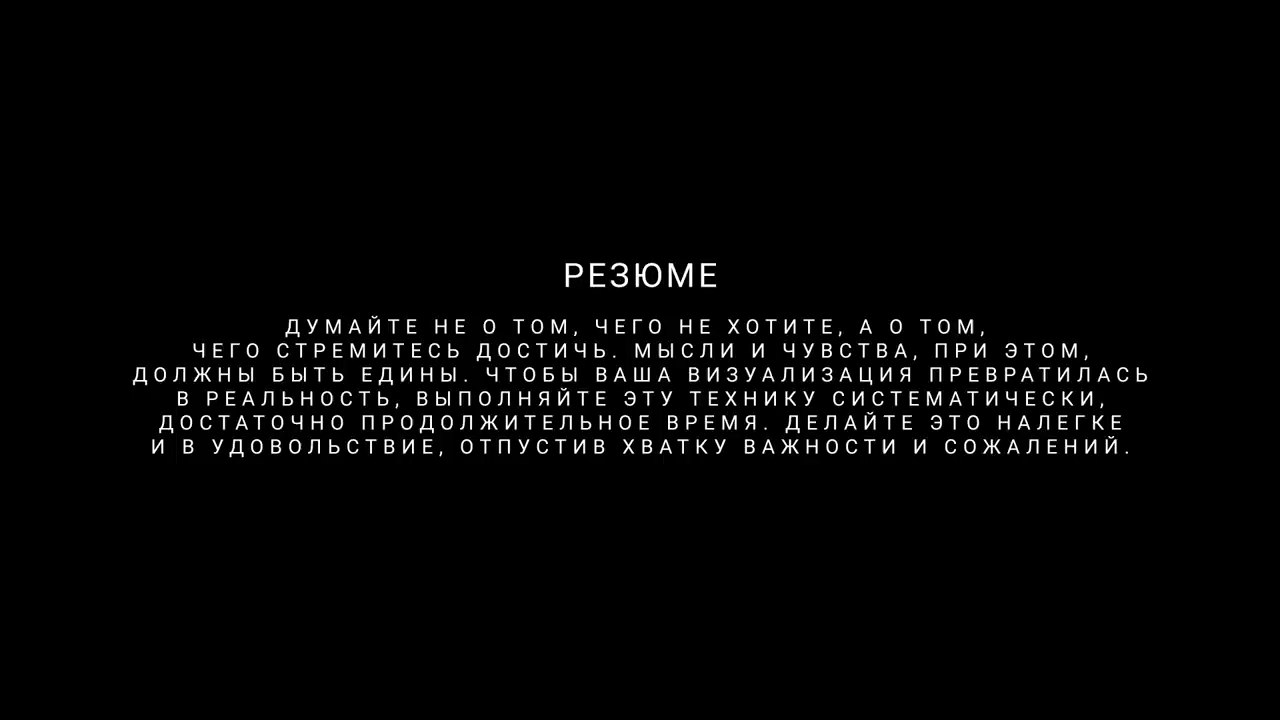 РЕЗЮМЕ
ДУМАЙТЕ НЕ О ТОМ, ЧЕГО НЕ ХОТИТЕ, А О ТОМ,
ЧЕГО СТРЕМИТЕСЬ ДОСТИЧЬ. МЫСЛИ И ЧУВСТВА, ПРИ ЭТОМ,
ДОЛЖНЫ БЫТЬ ЕДИНЫ. ЧТОБЫ ВАША ВИЗУАЛИЗАЦИЯ ПРЕВРАТИЛАСЬ
В РЕАЛЬНОСТЬ, ВЫПОЛНЯЙТЕ ЭТУ ТЕХНИКУ СИСТЕМАТИЧЕСКИ,
ДОСТАТОЧНО ПРОДОЛЖИТЕЛЬНОЕ ВРЕМЯ. ДЕЛАЙТЕ ЭТО НАЛЕГКЕ
И В УДОВОЛЬСТВИЕ, ОТПУСТИВ ХВАТКУ ВАЖНОСТИ И СОЖАЛЕНИЙ.